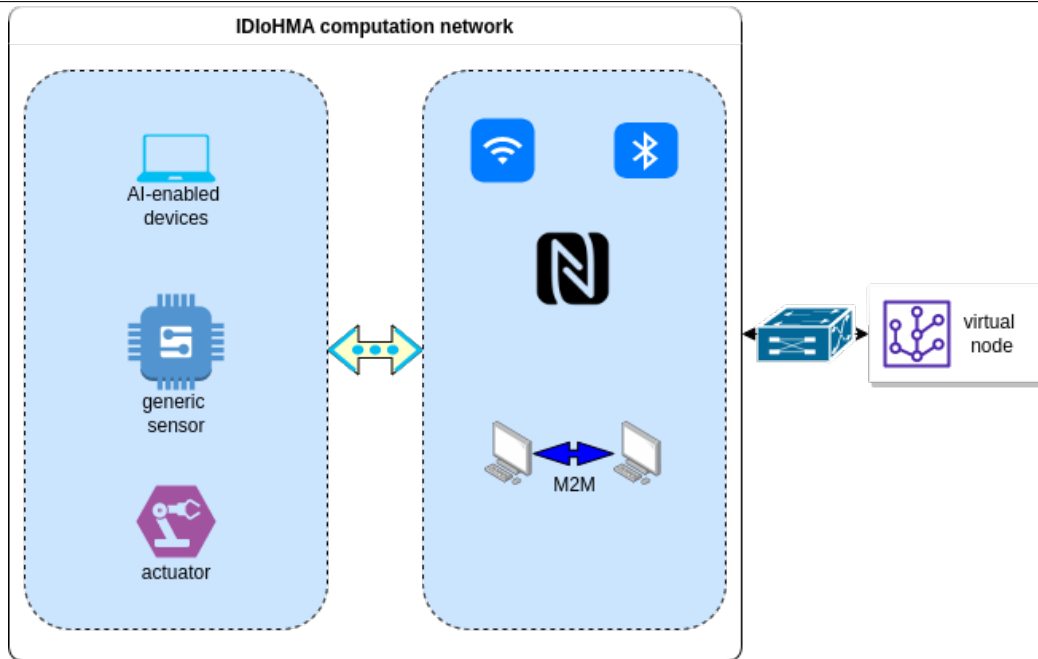 IDIoHMA computation network
AI-enabled
devices
generic
sensor
actuator
M2M
virtual
node